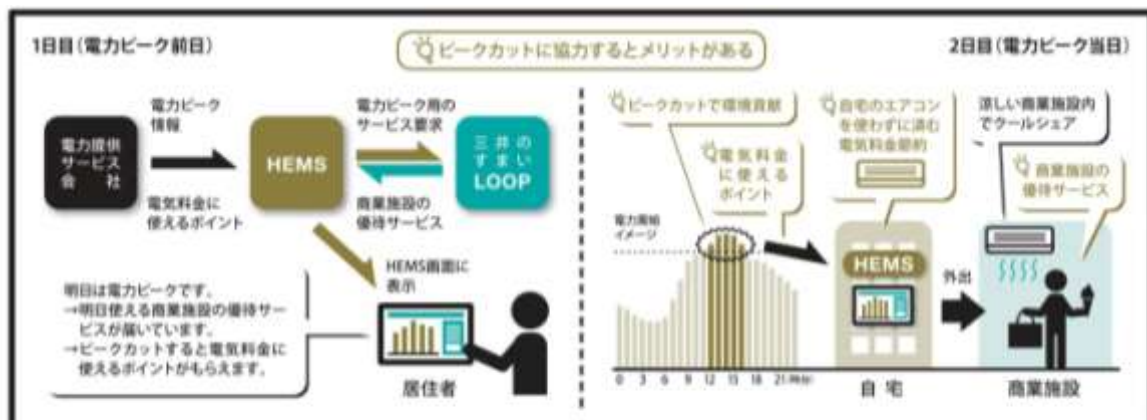 1日目(電力ピーク前日)
ピークカットに協力するとメリットがある
2日目(電力ピーク当日)
電力ピーク
情報
電力提供
サービス
会社
電気料金に
使えるポイント
HEMS
電力ピーク用の
サービス要求
三井の
すまい
LOOP
商業施設の
優待サービス
HEMS画面に
表示
明日は電力ピークです。
→明日使える商業施設の優待サー
ビスが届いています。
→ピークカットすると電気料金に
使えるポイントがもらえます。
居住者
ピークカットで環境貢献
電気料金
に使える
ポイント
自宅のエアコン
を使わずに済む
電気料金節約
涼しい商業施設内
でクールシェア
商業施設の
優待サービス
電力需給
イメージ
0 3 6 9 12 15 18 21(時台)
HEMS
外出
自宅
商業施設